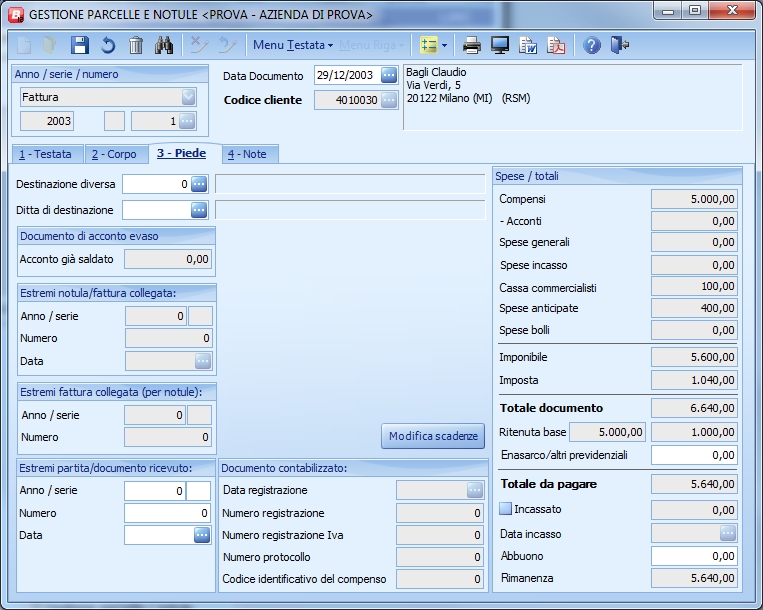 GESTIONE PARCELLE E NOTULE <PROVA - AZIENDA DI PROVA>
Menu Testata Menu Riga
Anno / serie / numero
Fattura
2003 1
Data Documento 29/12/2003
Codice cliente 4010030
Bagli Claudio
Via Verdi, 5
20122 Milano (MI) (RSM)
1 - Testata 2 - Corpo 3 - Piede 4 - Note
Destinazione diversa 0
Ditta di destinazione
Documento di acconto evaso
Acconto già saldato 0,00
Estremi notula/fattura collegata:
Anno / serie 0
Numero 0
Data
Estremi fattura collegata (per notule):
Anno / serie 0
Numero 0
Modifica scadenze
Estremi partita/documento ricevuto:
Anno / serie 0
Numero 0
Data
Documento contabilizzato:
Data registrazione
Numero registrazione 0
Numero registrazione Iva 0
Numero protocollo 0
Codice identificativo del compenso 0
Spese / totali
Compensi 5.000,00
- Acconti 0,00
Spese generali 0,00
Spese incasso 0,00
Cassa commercialisti 100,00
Spese anticipate 400,00
Spese bolli 0,00
Imponibile 5.600,00
Imposta 1.040,00
Totale documento 6.640,00
Ritenuta base 5.000,00 1.000,00
Enasarco/altri previdenziali 0,00
Totale da pagare 5.640,00
Incassato 0,00
Data incasso
Abbuono 0,00
Rimanenza 5.640,00